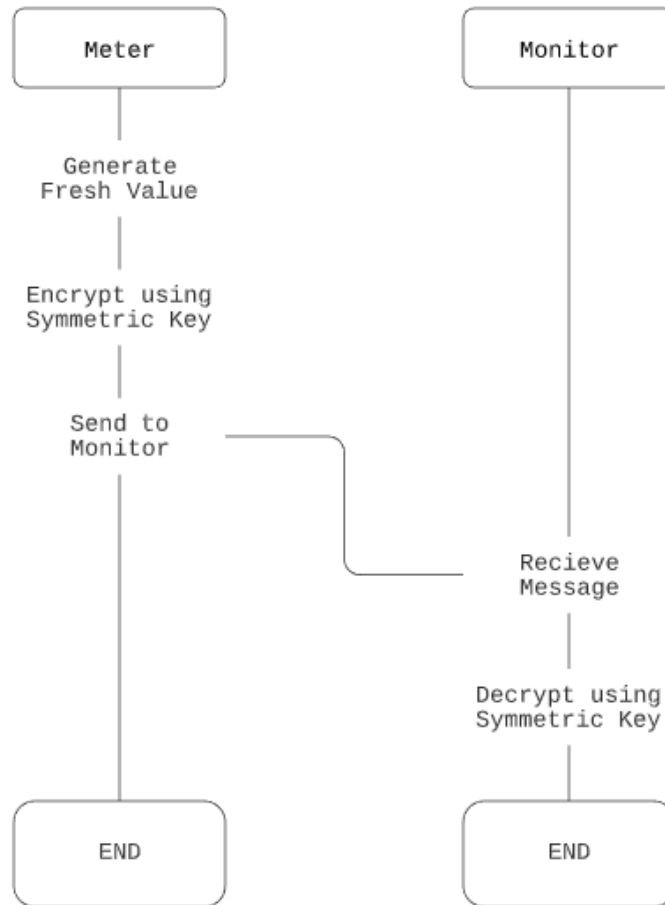 Meter
Monitor
Generate
Fresh Value
Encrypt using
Symmetric Key
Send to
Monitor
Recieve
Message
Decrypt using
Symmetric Key
END
END